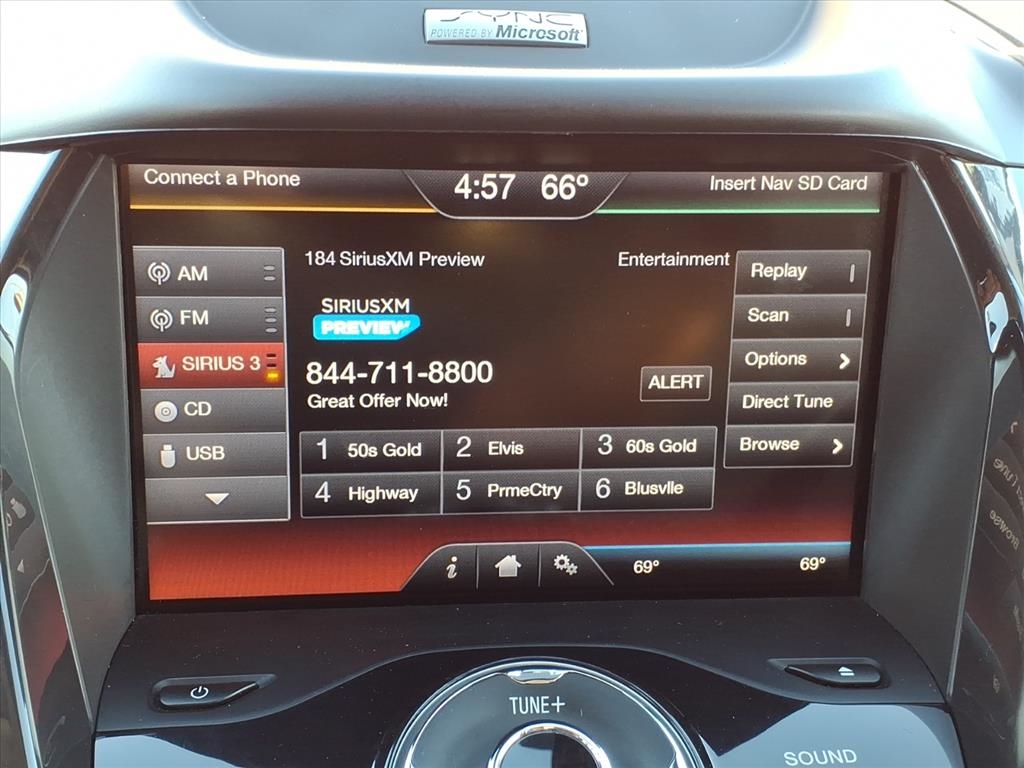 SYNC
POWERED BY Microsoft
Connect a Phone
4:57 66°
Insert Nav SD Card
AM
FM
SIRIUS 3
CD
USB
184 SiriusXM Preview
Entertainment
SIRIUSXM
PREVIEW
844-711-8800
Great Offer Now!
ALERT
1 50s Gold
2 Elvis
3 60s Gold
4 Highway
5 PrmeCtry
6 Blusvlle
Replay
Scan
Options
Direct Tune
Browse
i
69°
69°
TUNE+
SOUND